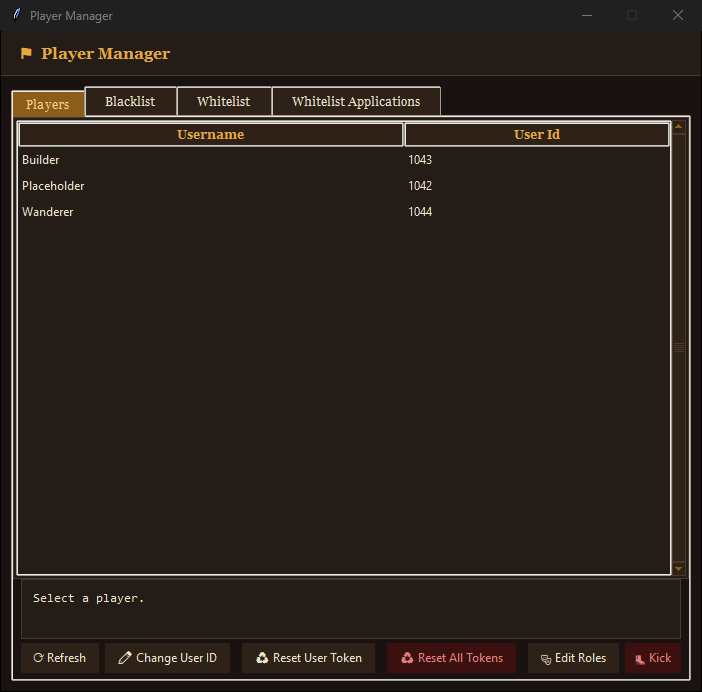 Player Manager
Player Manager
Players Blacklist Whitelist Whitelist Applications
Username User Id
Builder 1043
Placeholder 1042
Wanderer 1044
Select a player.
Refresh Change User ID Reset User Token Reset All Tokens Edit Roles Kick